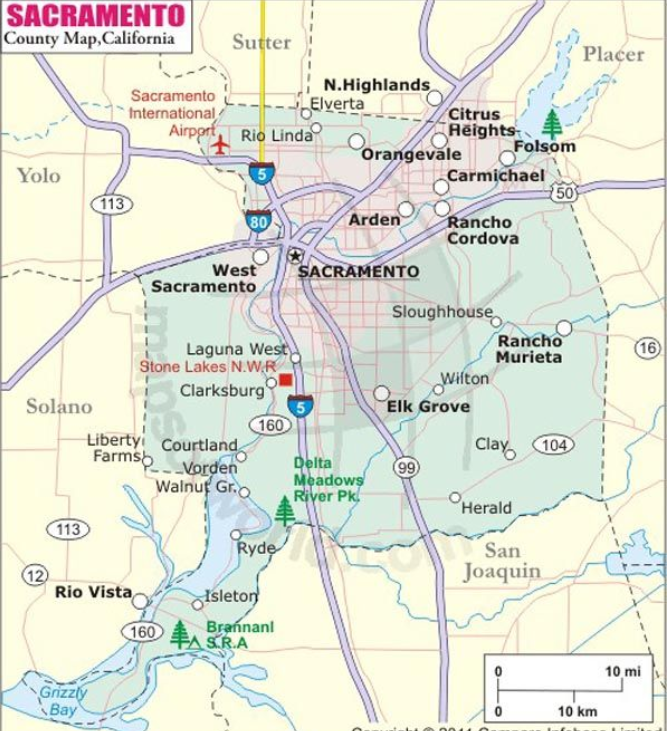 SACRAMENTO
County Map,California
Sutter
Placer
N.Highlands
Elverta
Sacramento
International
Airport
Rio Linda
Citrus
Heights
Orangevale
Folsom
Yolo
5
Carmichael
50
113
80
Arden
Rancho
Cordova
West
Sacramento
SACRAMENTO
Sloughhouse
Rancho
Murieta
16
Laguna West
Stone Lakes N.W.R
Clarksburg
Wilton
Solano
5
Elk Grove
160
Liberty
Farms
Courtland
Vorden
Walnut Gr.
Clay
104
Delta
Meadows
River Pk.
99
Herald
113
Ryde
San
Joaquin
12
Rio Vista
Isleton
160
Brannanl
S.R.A
Grizzly
Bay
0 10 mi
0 10 km
mapsofworld.com